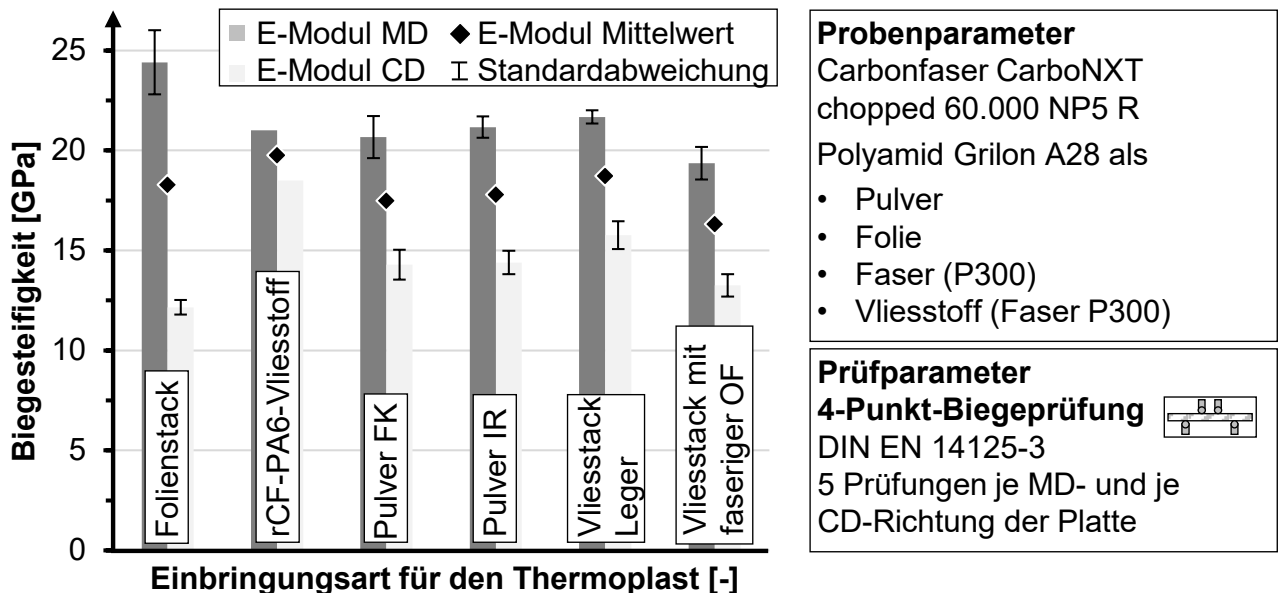 E-Modul MD
E-Modul Mittelwert
E-Modul CD
Standardabweichung
Biegesteifigkeit [GPa]
25
20
15
10
5
0
Folienstack
rCF-PA6-Vliesstoff
Pulver FK
Pulver IR
Vliesstack
Leger
Vliesstack mit
faseriger OF
Einbringungsart für den Thermoplast [-]
Probenparameter
Carbonfaser CarboNXT
chopped 60.000 NP5 R
Polyamid Grilon A28 als
• Pulver
• Folie
• Faser (P300)
• Vliesstoff (Faser P300)
Prüfparameter
4-Punkt-Biegeprüfung
DIN EN 14125-3
5 Prüfungen je MD- und je
CD-Richtung der Platte